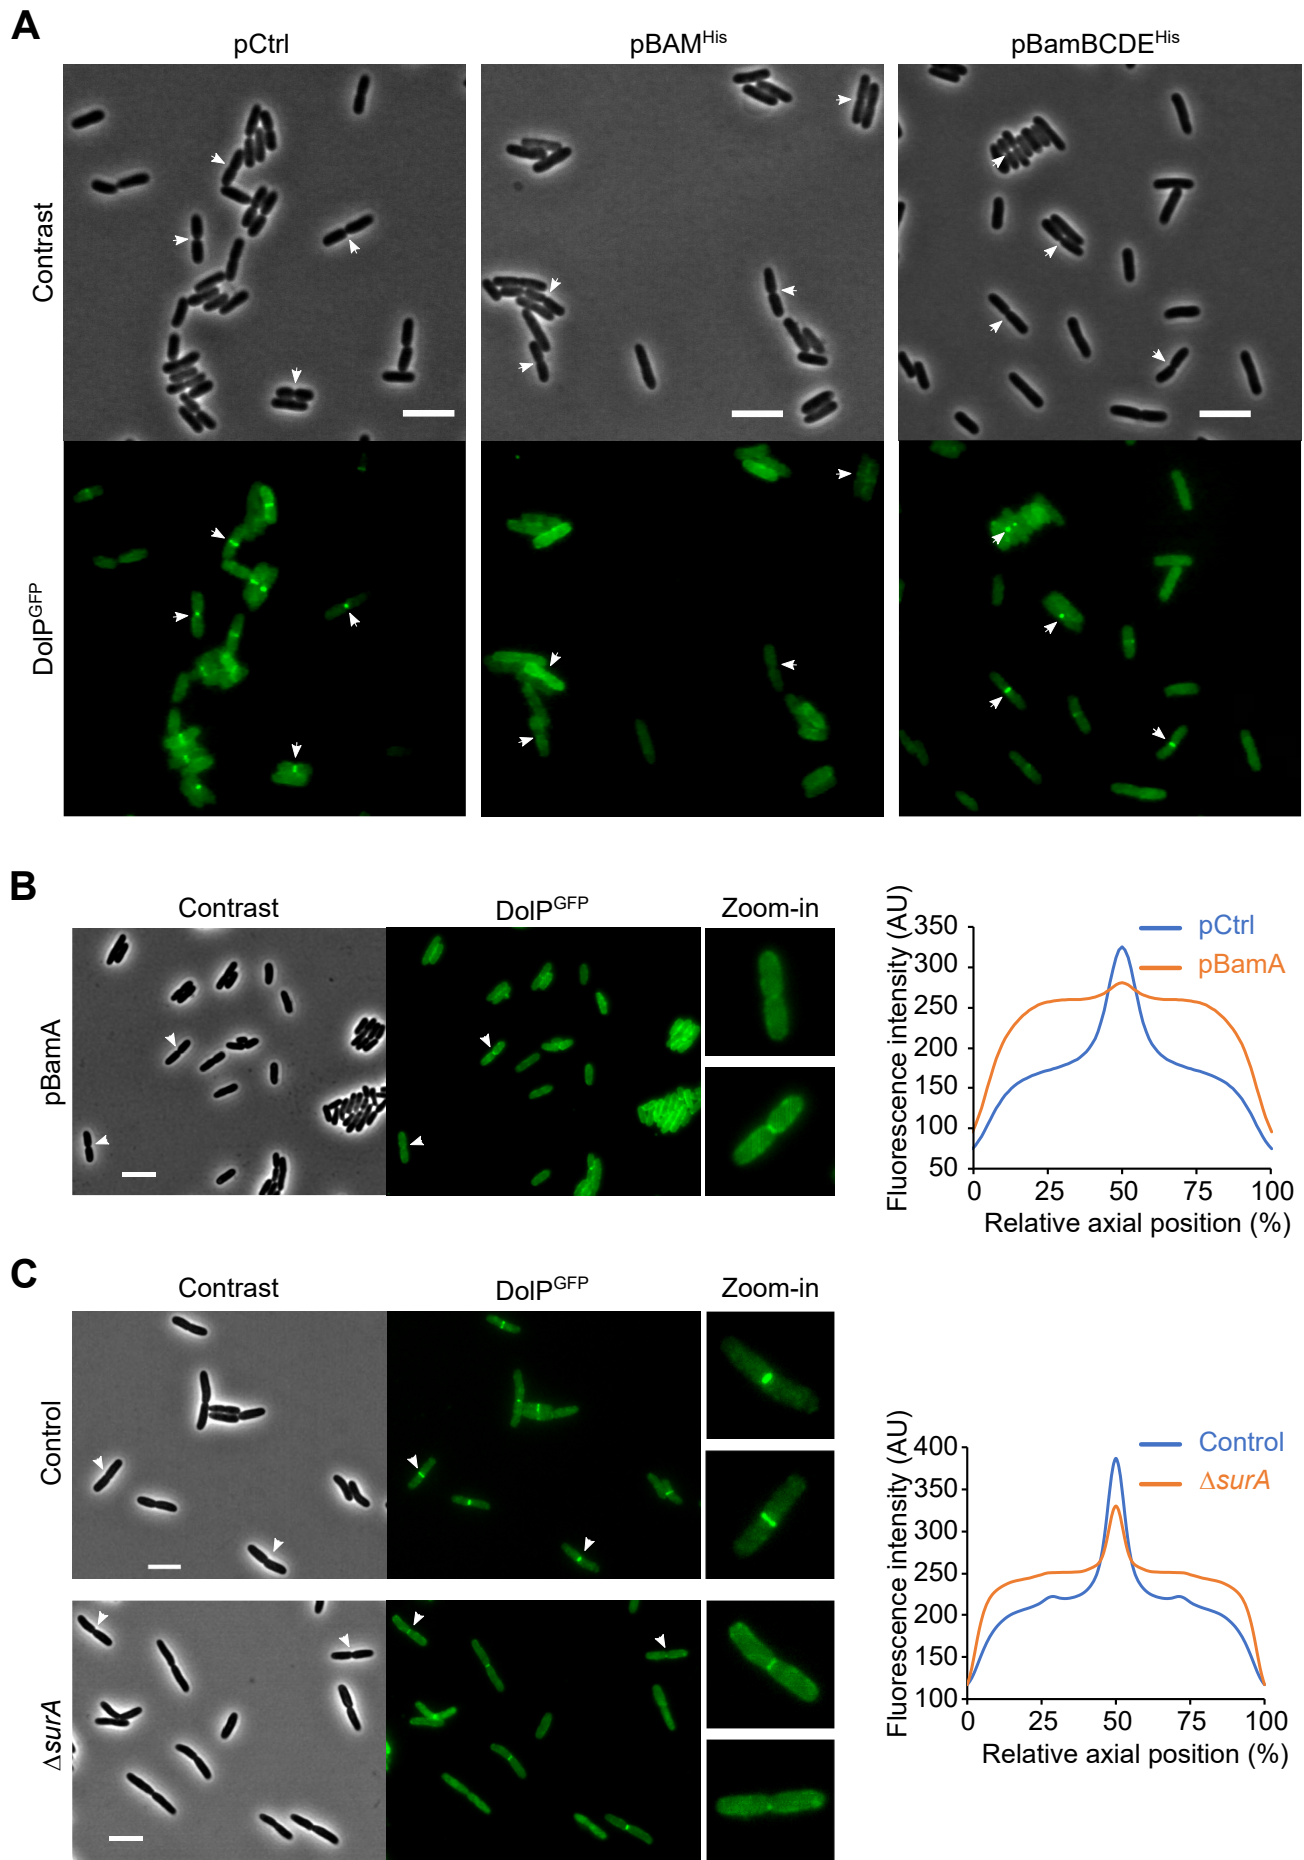 A
pCtrl
pBAMHis
pBamBCDEHis
Contrast
DolPGFP
B
Contrast
DolPGFP
Zoom-in
pBamA
Fluorescence intensity (AU)
350
300
250
200
150
100
50
0
25
50
75
100
Relative axial position (%)
pCtrl
pBamA
C
Contrast
DolPGFP
Zoom-in
Control
ΔsurA
Fluorescence intensity (AU)
400
350
300
250
200
150
100
0
25
50
75
100
Relative axial position (%)
Control
ΔsurA